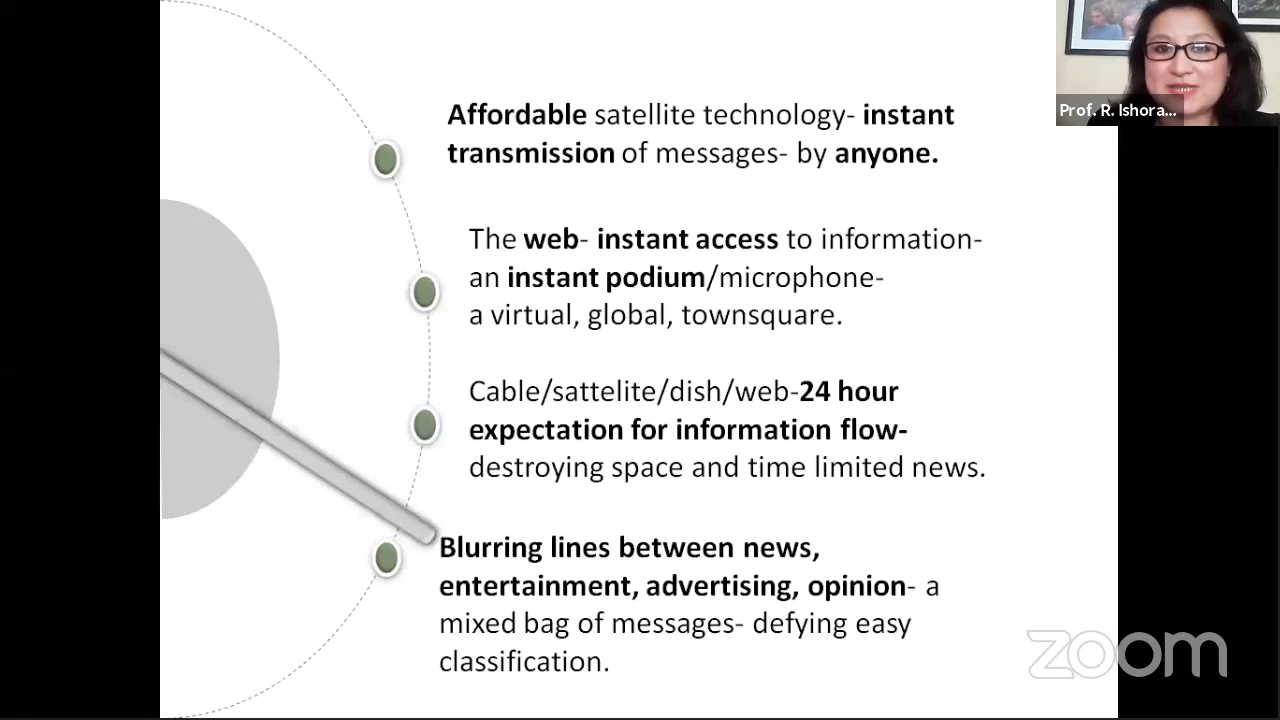 Prof. R. Ishora...
Affordable satellite technology- instant
transmission of messages- by anyone.
The web- instant access to information-
an instant podium/microphone-
a virtual, global, townsquare.
Cable/sattelite/dish/web-24 hour
expectation for information flow-
destroying space and time limited news.
Blurring lines between news,
entertainment, advertising, opinion- a
mixed bag of messages- defying easy
classification.
zoom